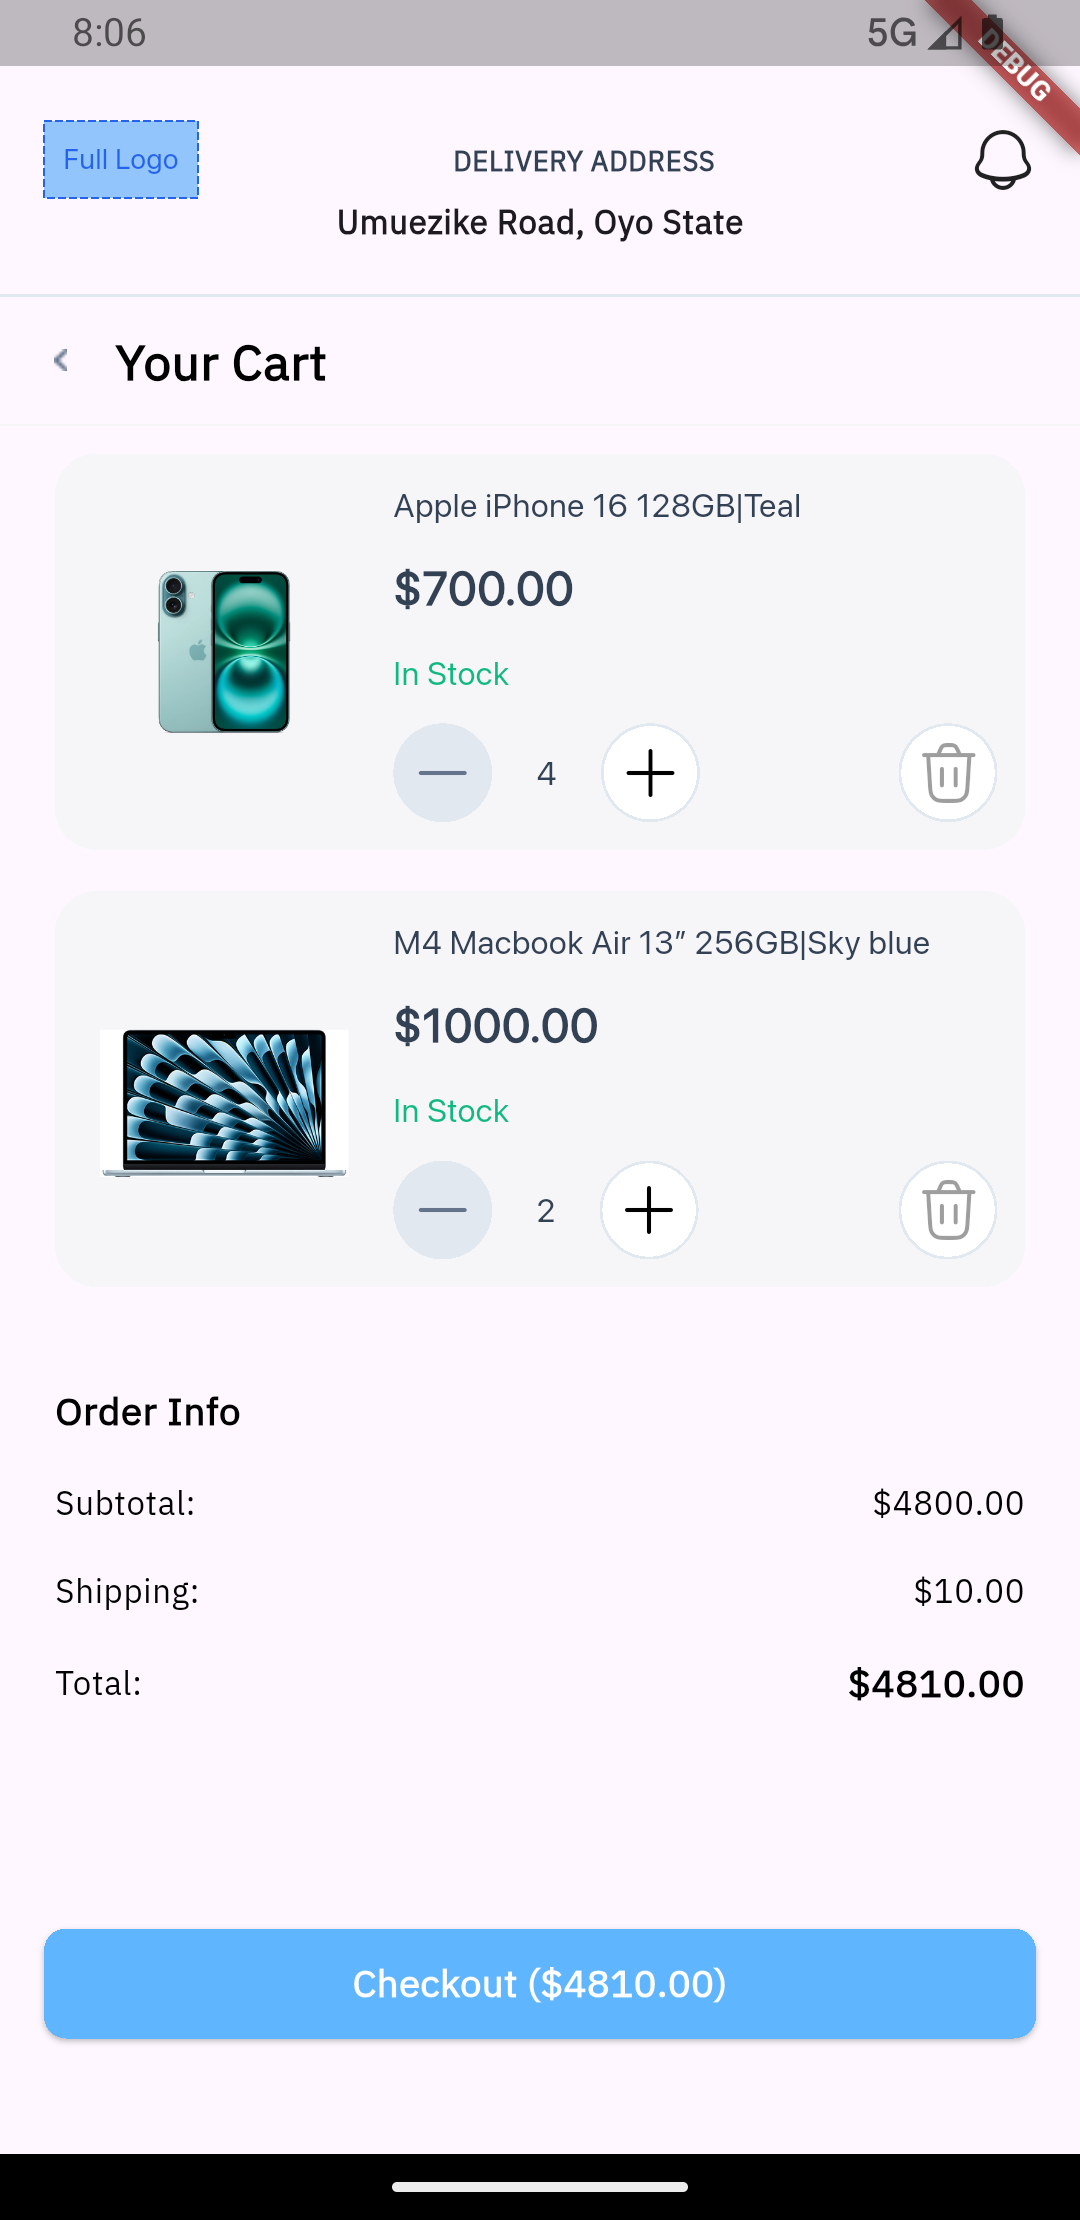 8:06
5G
DEBUG
Full Logo
DELIVERY ADDRESS
Umuezike Road, Oyo State
Your Cart
Apple iPhone 16 128GB|Teal
$700.00
In Stock
4
M4 Macbook Air 13” 256GB|Sky blue
$1000.00
In Stock
2
Order Info
Subtotal: $4800.00
Shipping: $10.00
Total: $4810.00
Checkout ($4810.00)